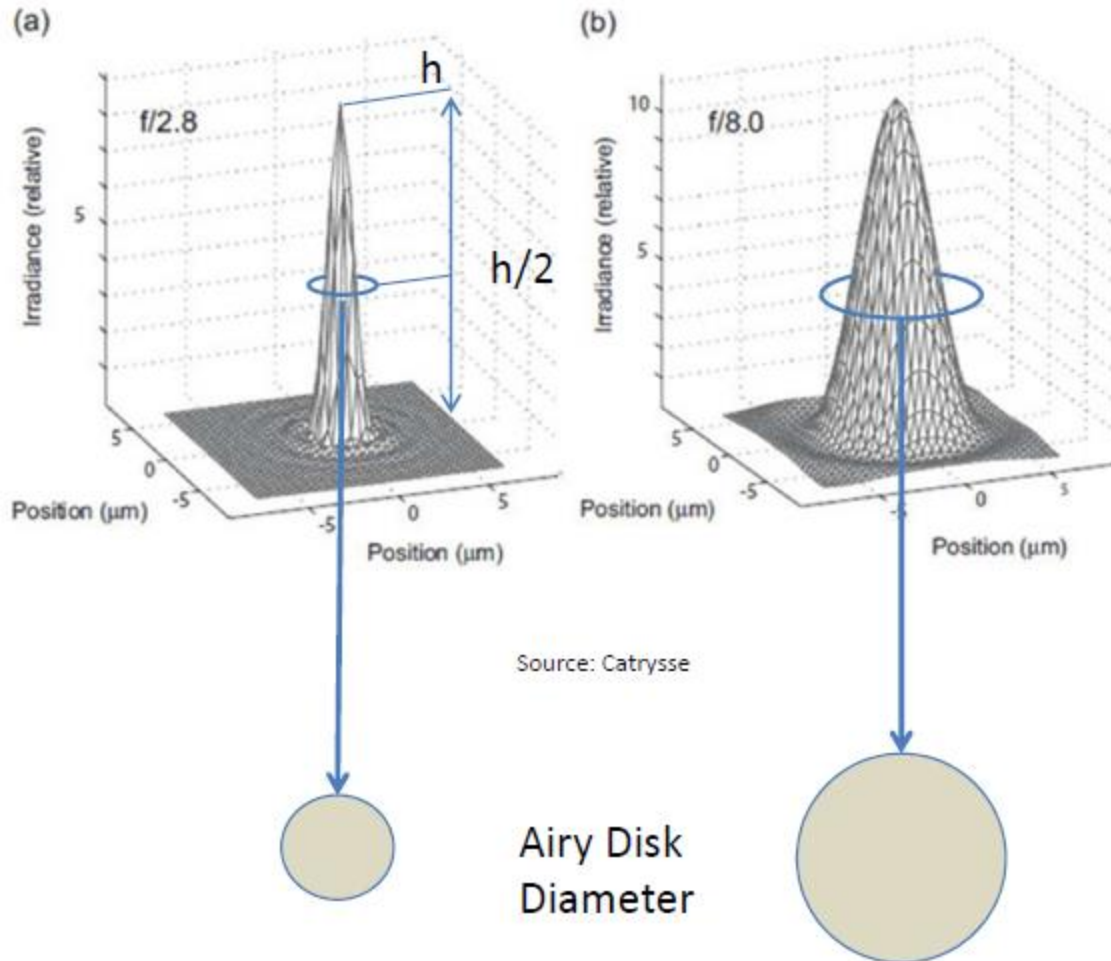 (a)
h
f/2.8
5
h/2
Irradiance (relative)
5
0
-5
Position (µm)
-5
0
5
Position (µm)
(b)
10
f/8.0
5
Irradiance (relative)
5
0
-5
Position (µm)
-5
0
5
Position (µm)
Source: Catrysse
Airy Disk
Diameter